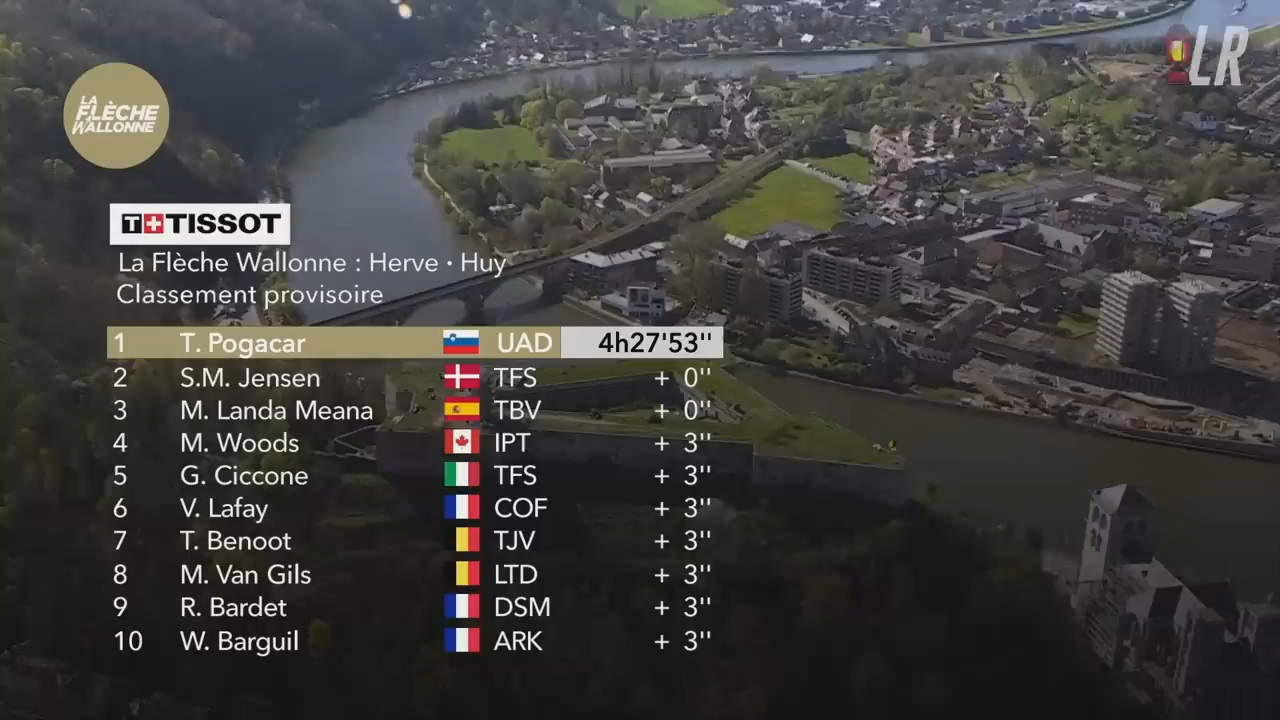 LR
LA
FLÈCHE
WALLONNE
T+TISSOT
La Flèche Wallonne : Herve · Huy
Classement provisoire
1 T. Pogacar UAD 4h27'53''
2 S.M. Jensen TFS + 0''
3 M. Landa Meana TBV + 0''
4 M. Woods IPT + 3''
5 G. Ciccone TFS + 3''
6 V. Lafay COF + 3''
7 T. Benoot TJV + 3''
8 M. Van Gils LTD + 3''
9 R. Bardet DSM + 3''
10 W. Barguil ARK + 3''